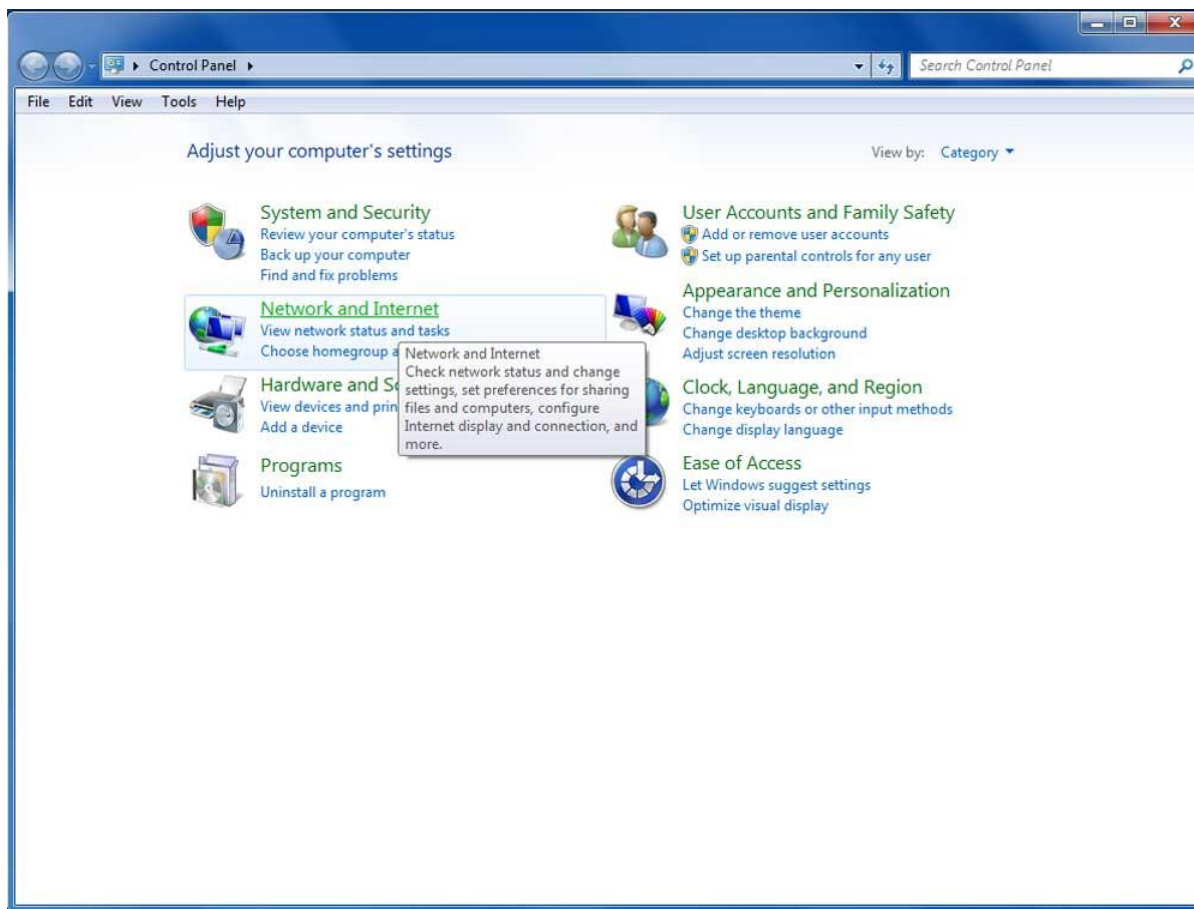 Control Panel
Search Control Panel
File Edit View Tools Help
Adjust your computer's settings
View by: Category
System and Security
Review your computer's status
Back up your computer
Find and fix problems
Network and Internet
View network status and tasks
Choose homegroup a
Network and Internet
Check network status and change
settings, set preferences for sharing
files and computers, configure
Internet display and connection, and
more.
Hardware and So
View devices and prin
Add a device
Programs
Uninstall a program
User Accounts and Family Safety
Add or remove user accounts
Set up parental controls for any user
Appearance and Personalization
Change the theme
Change desktop background
Adjust screen resolution
Clock, Language, and Region
Change keyboards or other input methods
Change display language
Ease of Access
Let Windows suggest settings
Optimize visual display